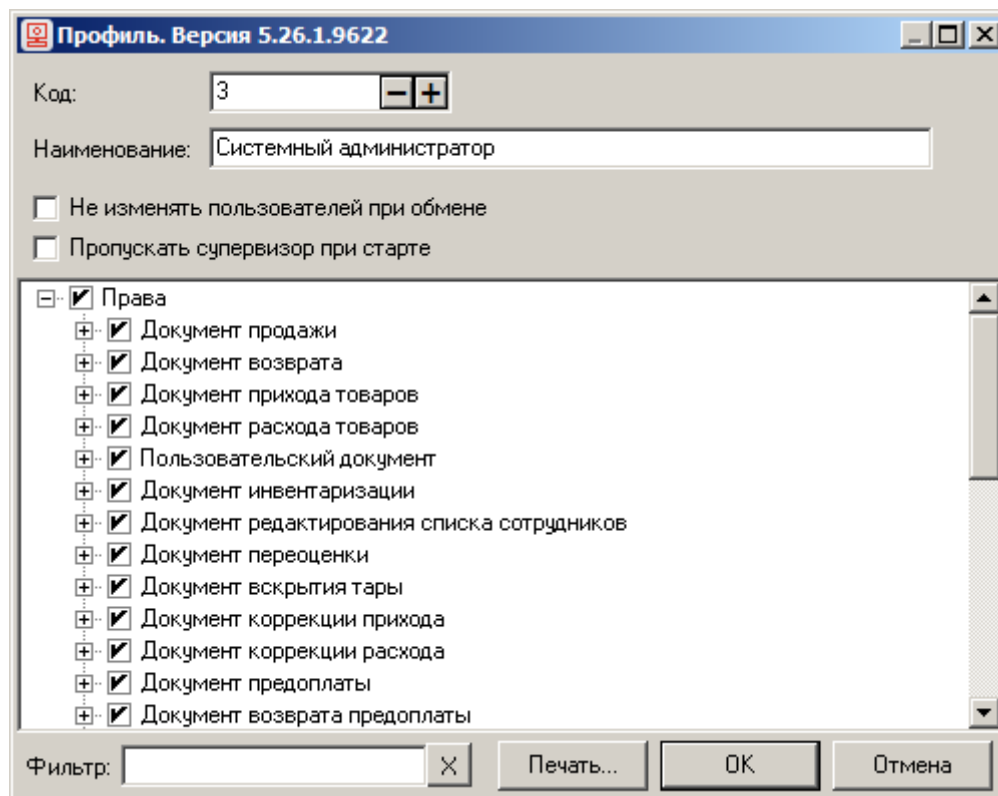 Профиль. Версия 5.26.1.9622
Код: 3
Наименование: Системный администратор
Не изменять пользователей при обмене
Пропускать супервизор при старте
Права
Документ продажи
Документ возврата
Документ прихода товаров
Документ расхода товаров
Пользовательский документ
Документ инвентаризации
Документ редактирования списка сотрудников
Документ переоценки
Документ вскрытия тары
Документ коррекции прихода
Документ коррекции расхода
Документ предоплаты
Документ возврата предоплаты
Фильтр: X Печать... OK Отмена